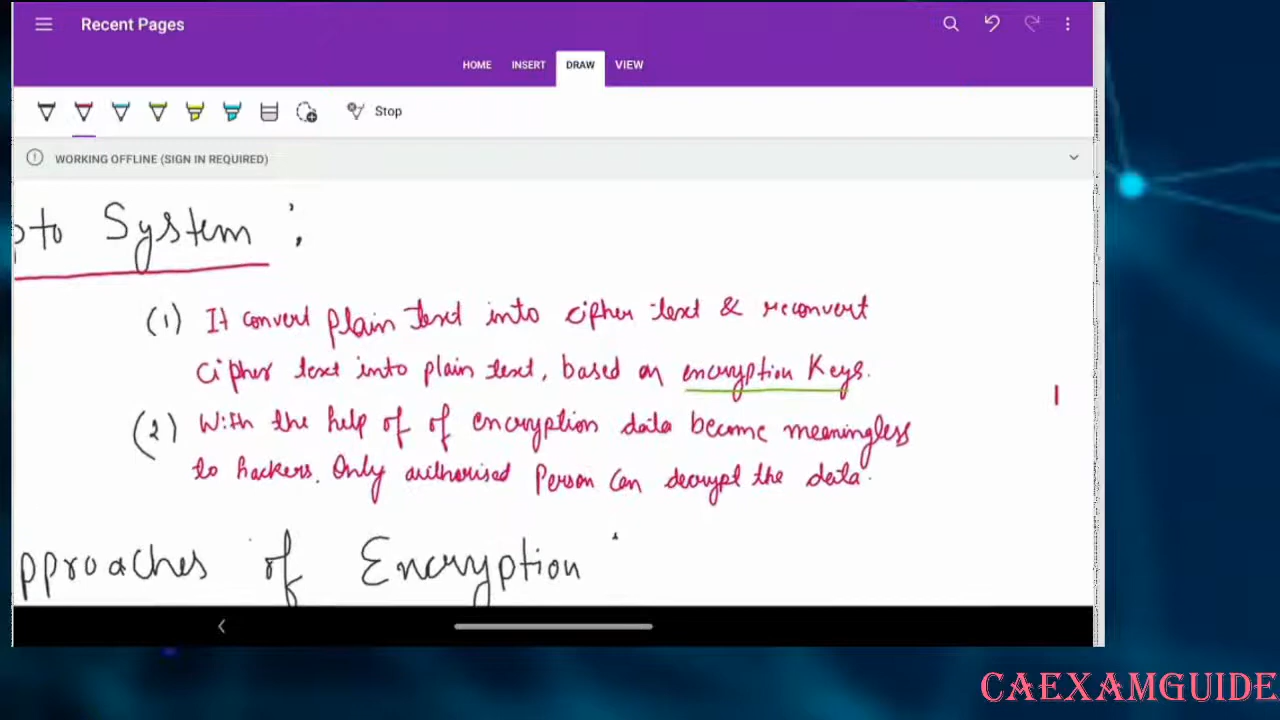 Recent Pages
HOME INSERT DRAW VIEW
Stop
WORKING OFFLINE (SIGN IN REQUIRED)
pto System :
(1) It convert plain text into cipher text & reconvert
cipher text into plain text, based on encryption Keys.
(2) With the help of of encryption data become meaningless
to hackers. Only authorised Person Can decrypt the data.
pproaches of Encryption :
CAEXAMGUIDE